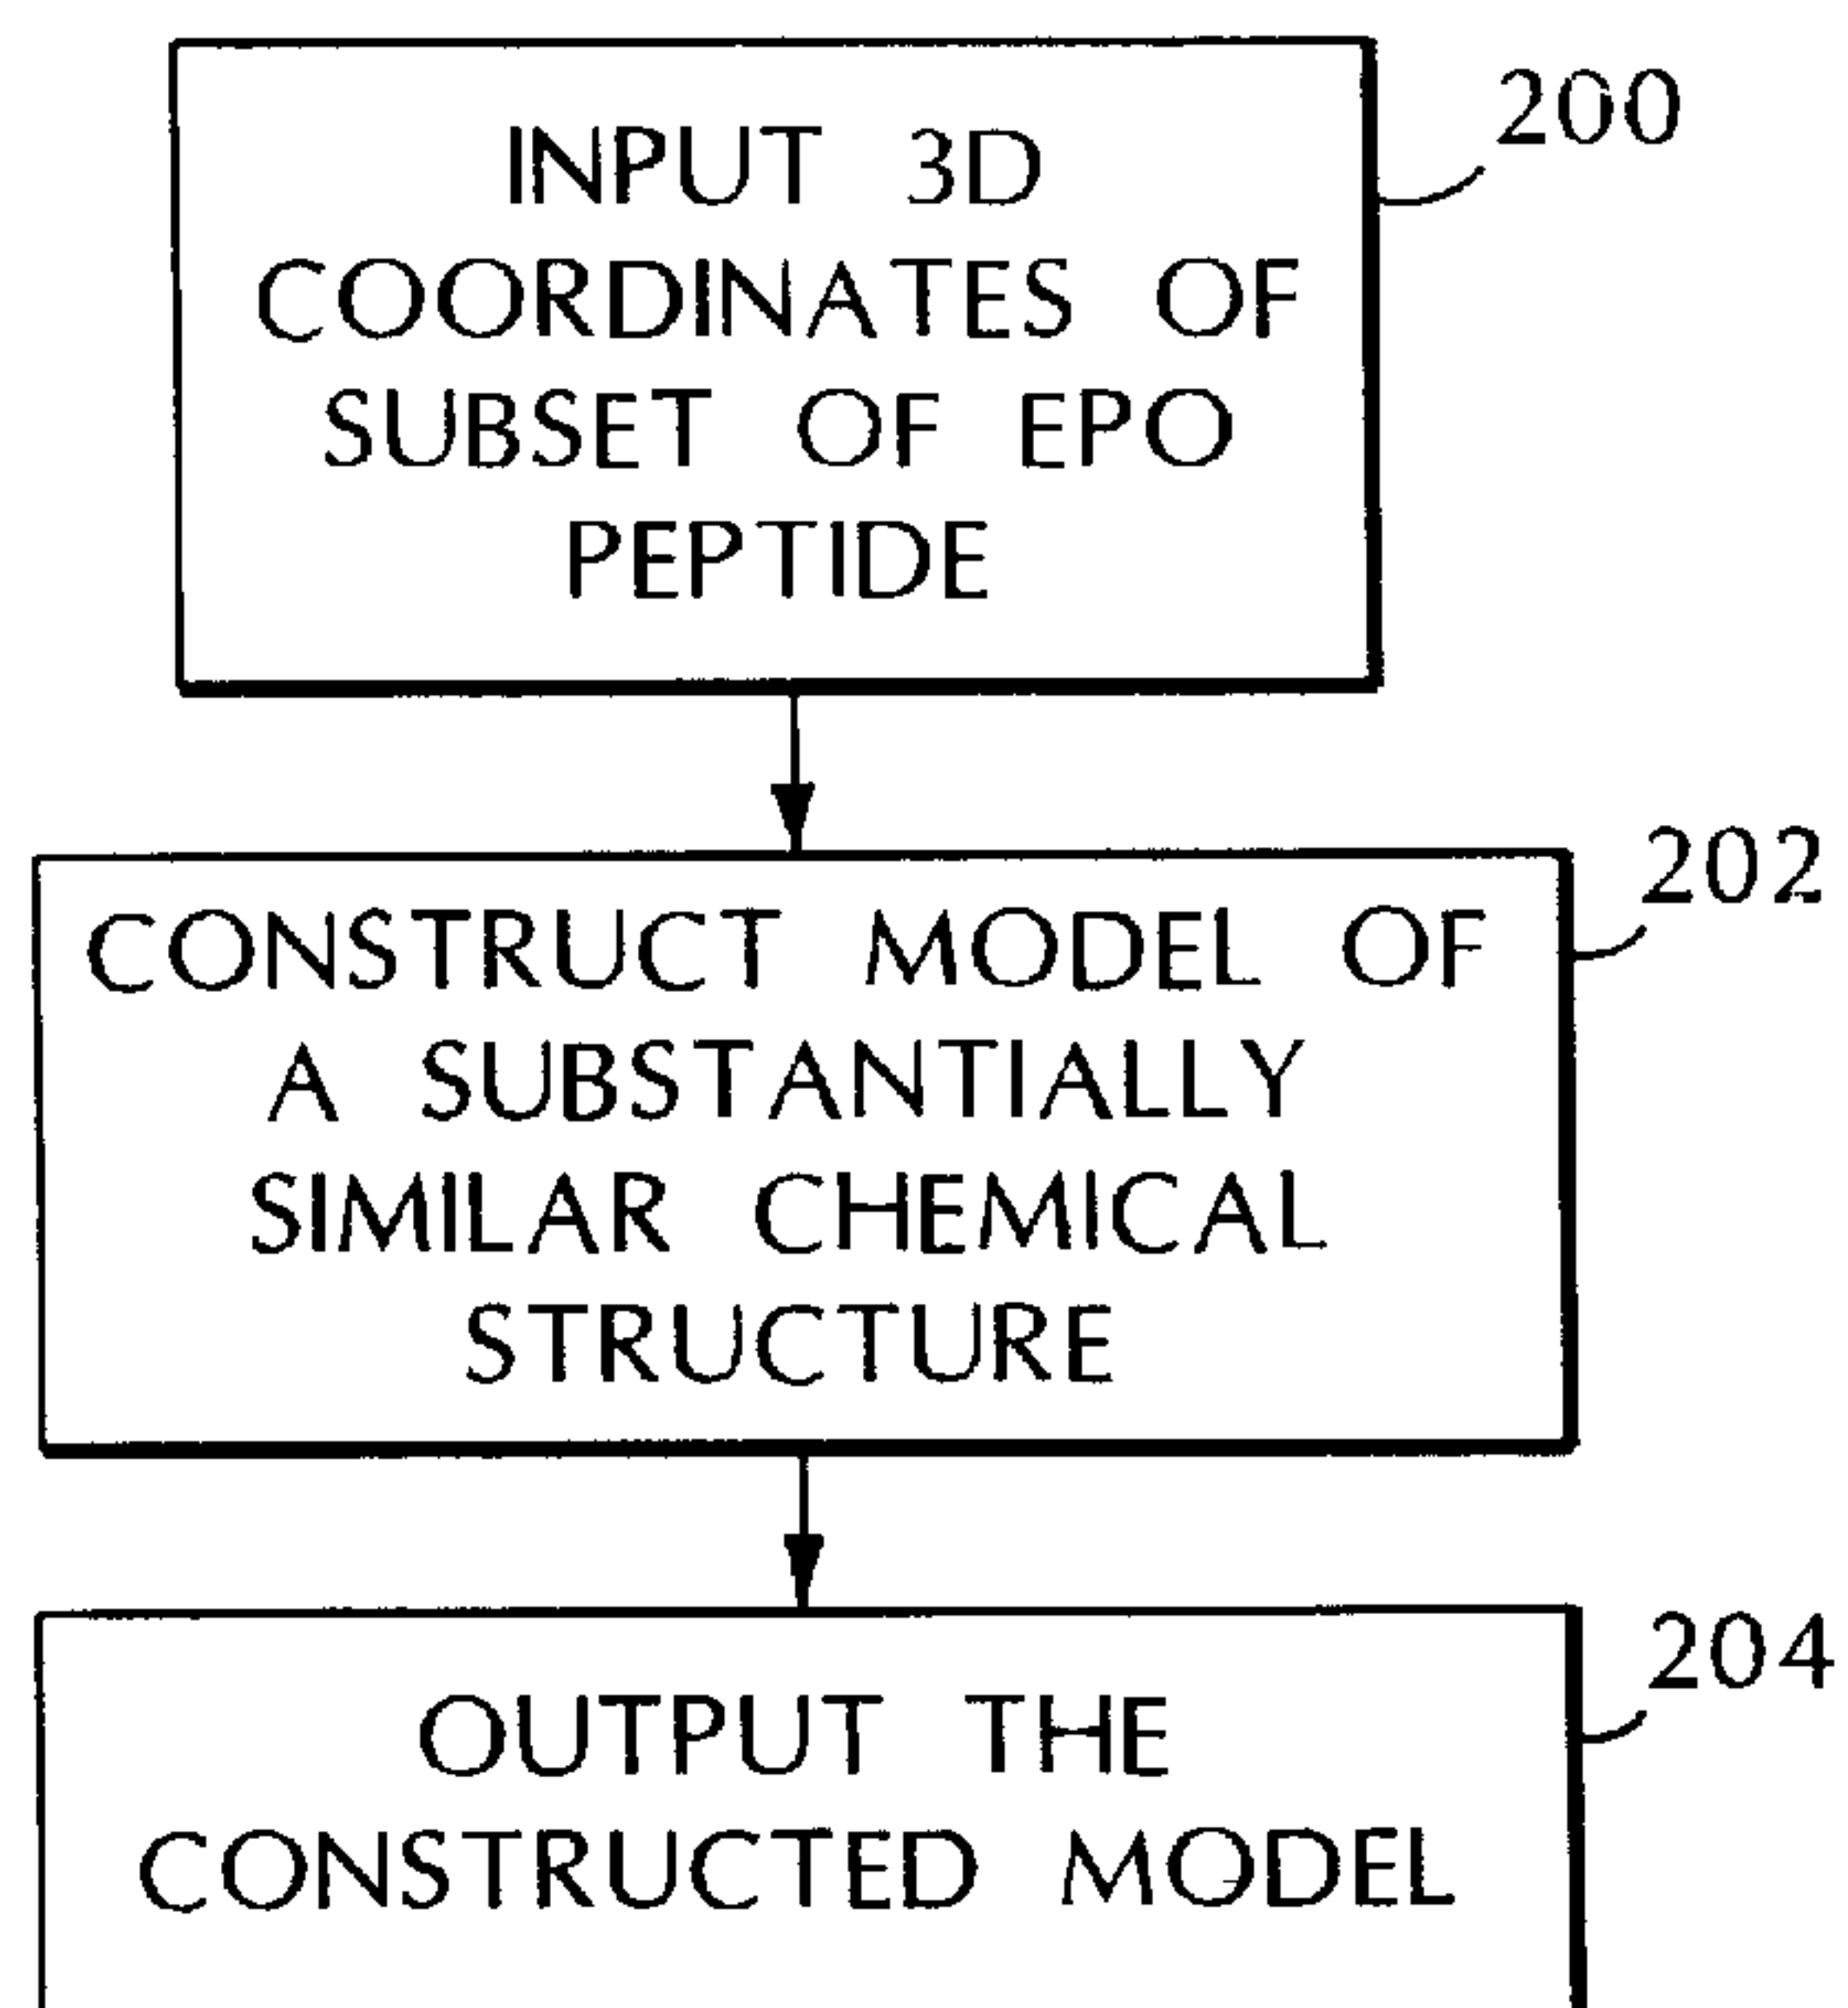 200
INPUT 3D
COORDINATES OF
SUBSET OF EPO
PEPTIDE
202
CONSTRUCT MODEL OF
A SUBSTANTIALLY
SIMILAR CHEMICAL
STRUCTURE
204
OUTPUT THE
CONSTRUCTED MODEL